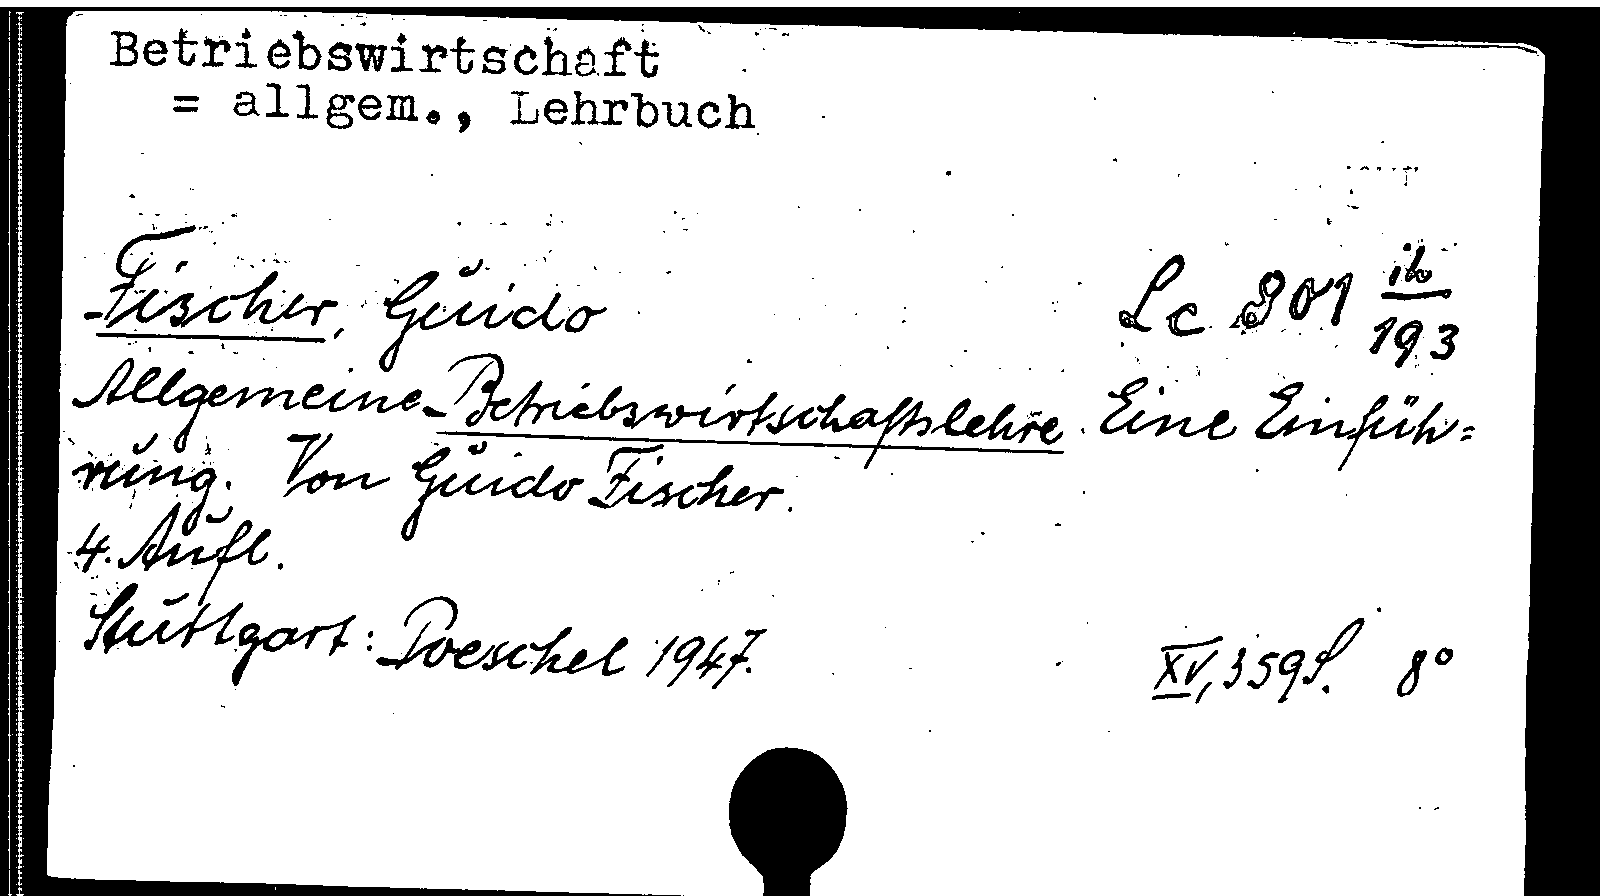 Betriebswirtschaft
= allgem., Lehrbuch
Fischer, Guido
Lc 801 ih/193
Allgemeine Betriebswirtschaftslehre. Eine Einfüh=
rung. Von Guido Fischer.
4. Aufl.
Stuttgart: Poeschel 1947.
XV, 359 S. 8°